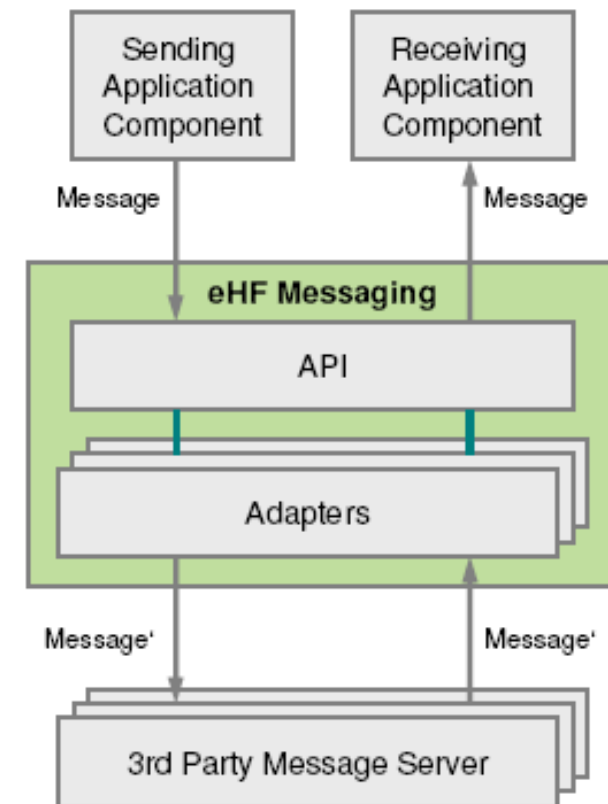 Sending
Application
Component
Receiving
Application
Component
Message
Message
eHF Messaging
API
Adapters
Message‘
Message‘
3rd Party Message Server